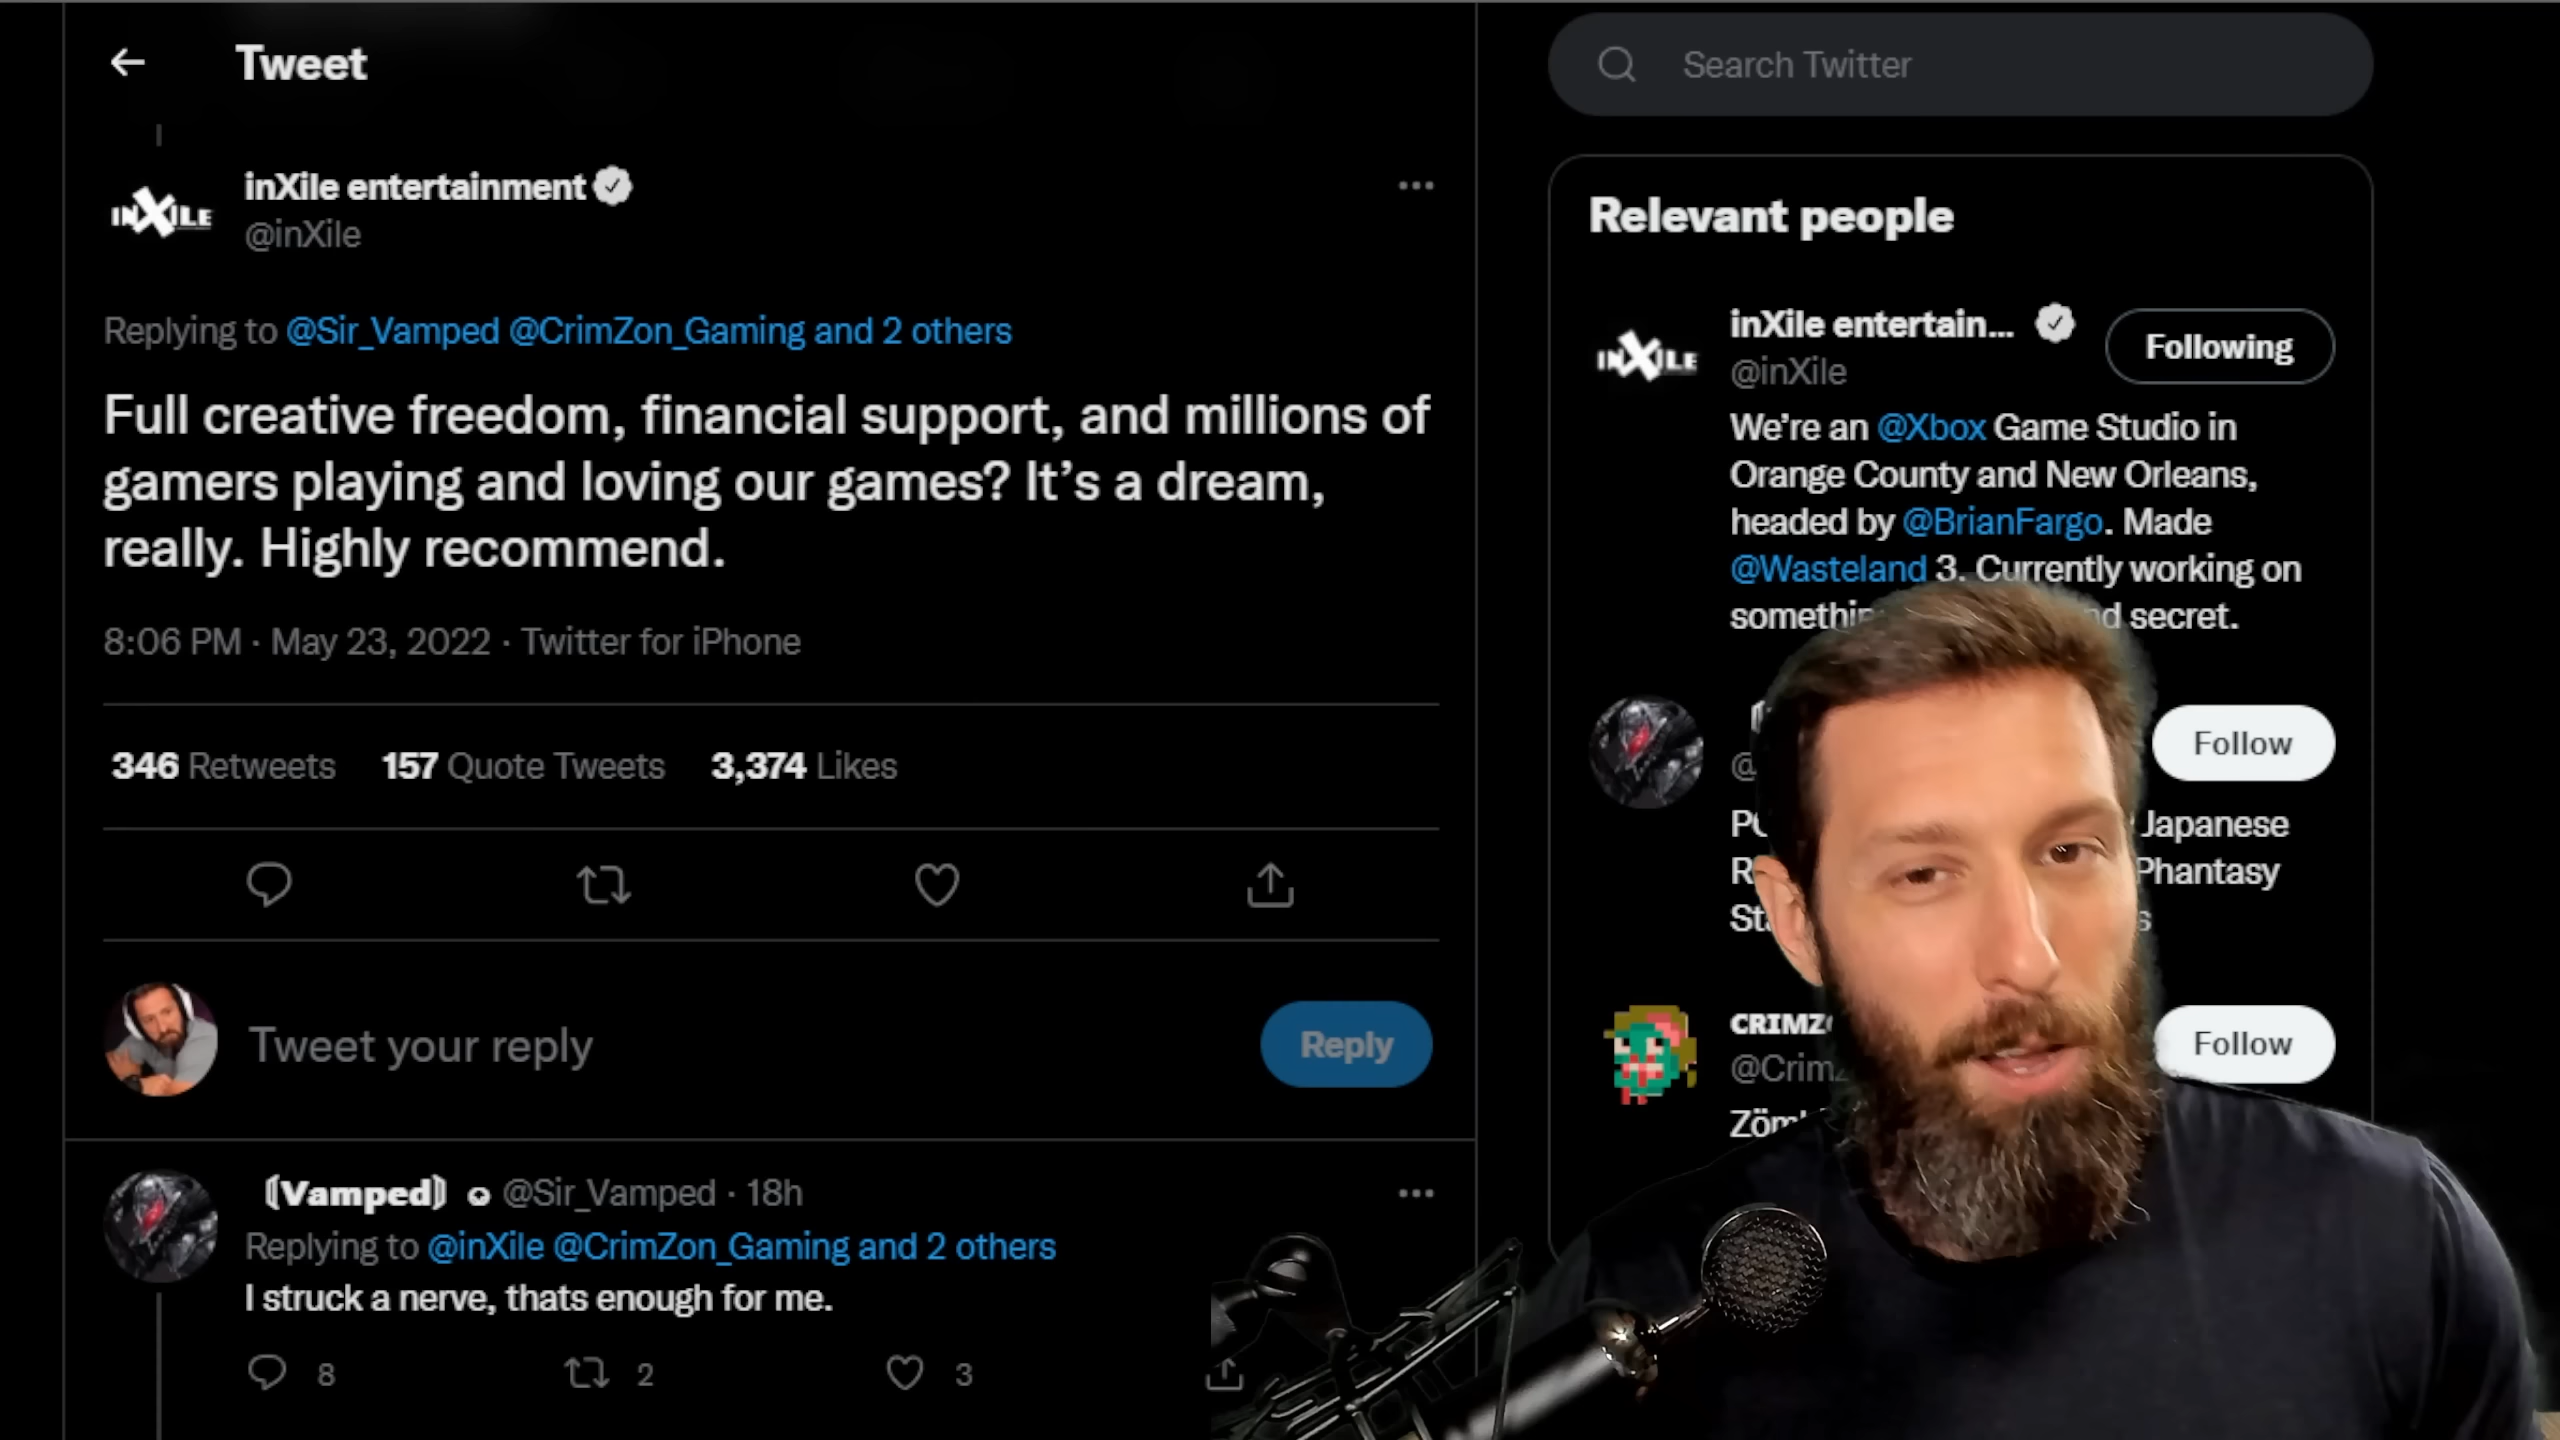 Tweet
Search Twitter
inXile entertainment
@inXile
INXILE
Replying to @Sir_Vamped @CrimZon_Gaming and 2 others
Full creative freedom, financial support, and millions of
gamers playing and loving our games? It’s a dream,
really. Highly recommend.
8:06 PM · May 23, 2022 · Twitter for iPhone
346 Retweets 157 Quote Tweets 3,374 Likes
Tweet your reply
Reply
⦗Vamped⦘ @Sir_Vamped · 18h
Replying to @inXile @CrimZon_Gaming and 2 others
I struck a nerve, thats enough for me.
8 2 3
Relevant people
INXILE
inXile entertain...
@inXile
Following
We’re an @Xbox Game Studio in
Orange County and New Orleans,
headed by @BrianFargo. Made
@Wasteland 3. Currently working on
secret.
Follow
Japanese
Phantasy
Follow